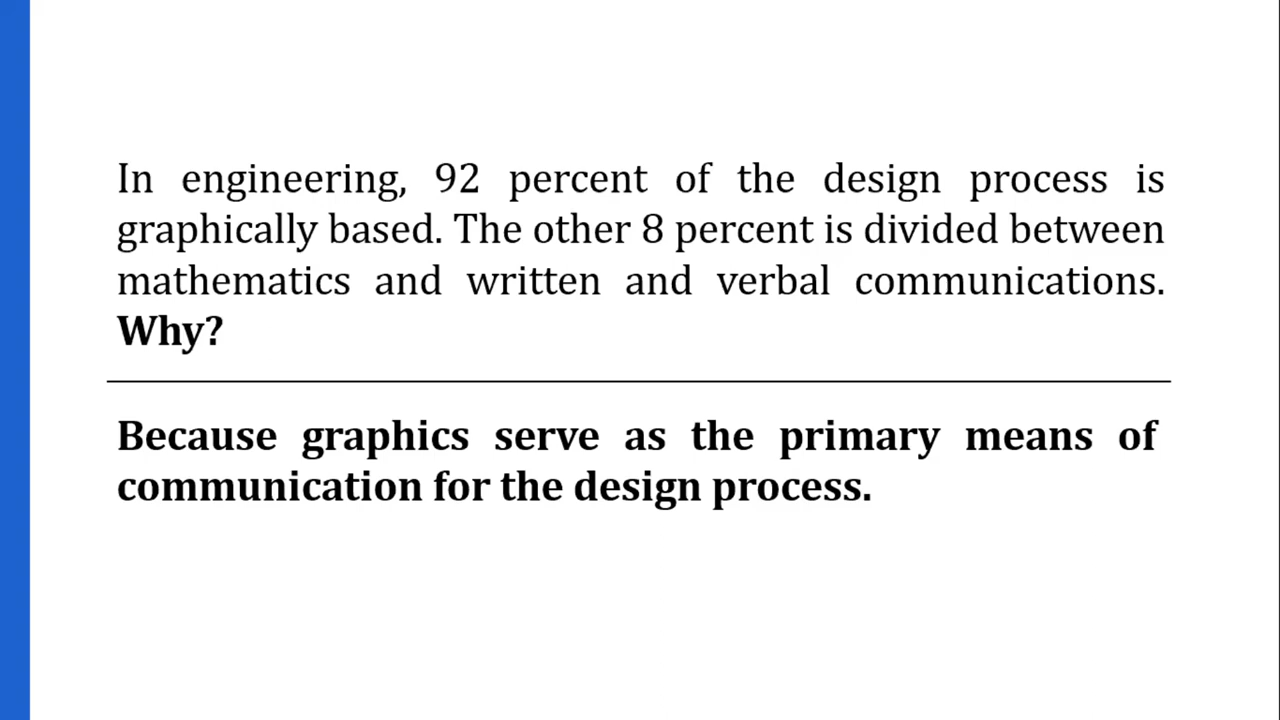 In engineering, 92 percent of the design process is
graphically based. The other 8 percent is divided between
mathematics and written and verbal communications.
Why?
Because graphics serve as the primary means of
communication for the design process.